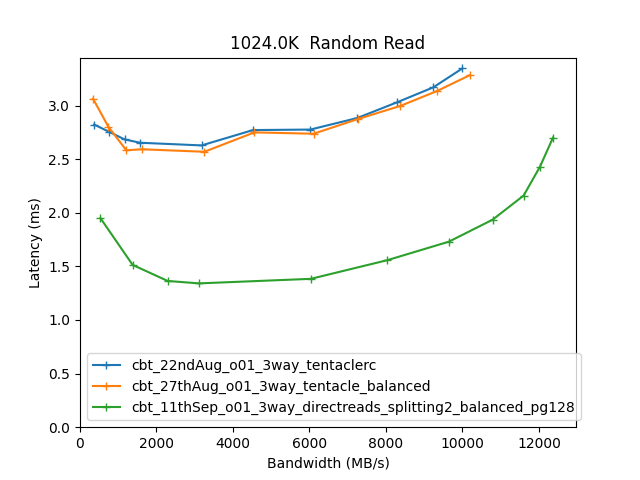 1024.0K  Random Read
Latency (ms)
3.0
2.5
2.0
1.5
1.0
0.5
0.0
cbt_22ndAug_o01_3way_tentaclerc
cbt_27thAug_o01_3way_tentacle_balanced
cbt_11thSep_o01_3way_directreads_splitting2_balanced_pg128
0 2000 4000 6000 8000 10000 12000
Bandwidth (MB/s)